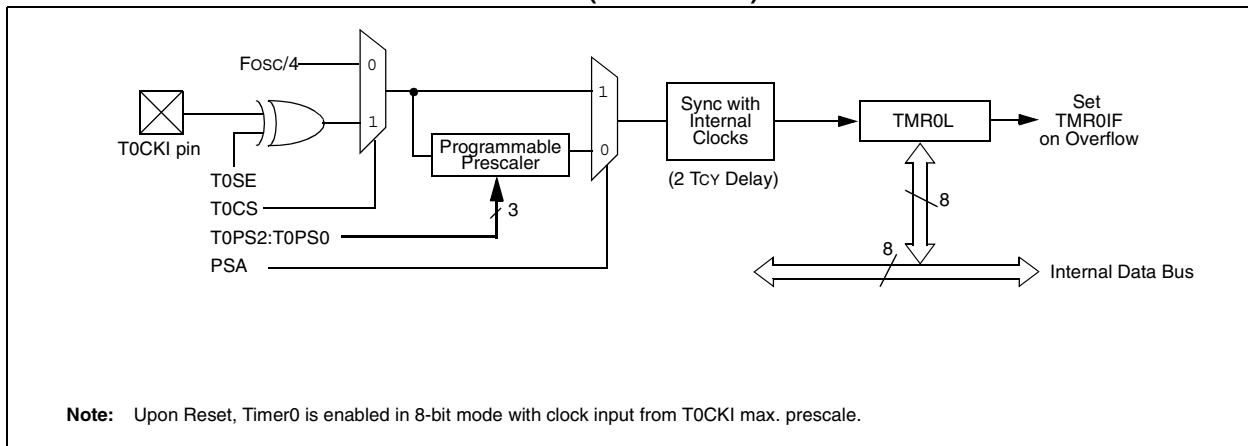 FOSC/4
0
1
T0CKI pin
T0SE
T0CS
T0PS2:T0PS0
PSA
Programmable
Prescaler
3
1
0
Sync with
Internal
Clocks
(2 TCY Delay)
TMR0L
Set
TMR0IF
on Overflow
8
8
Internal Data Bus
Note: Upon Reset, Timer0 is enabled in 8-bit mode with clock input from T0CKI max. prescale.